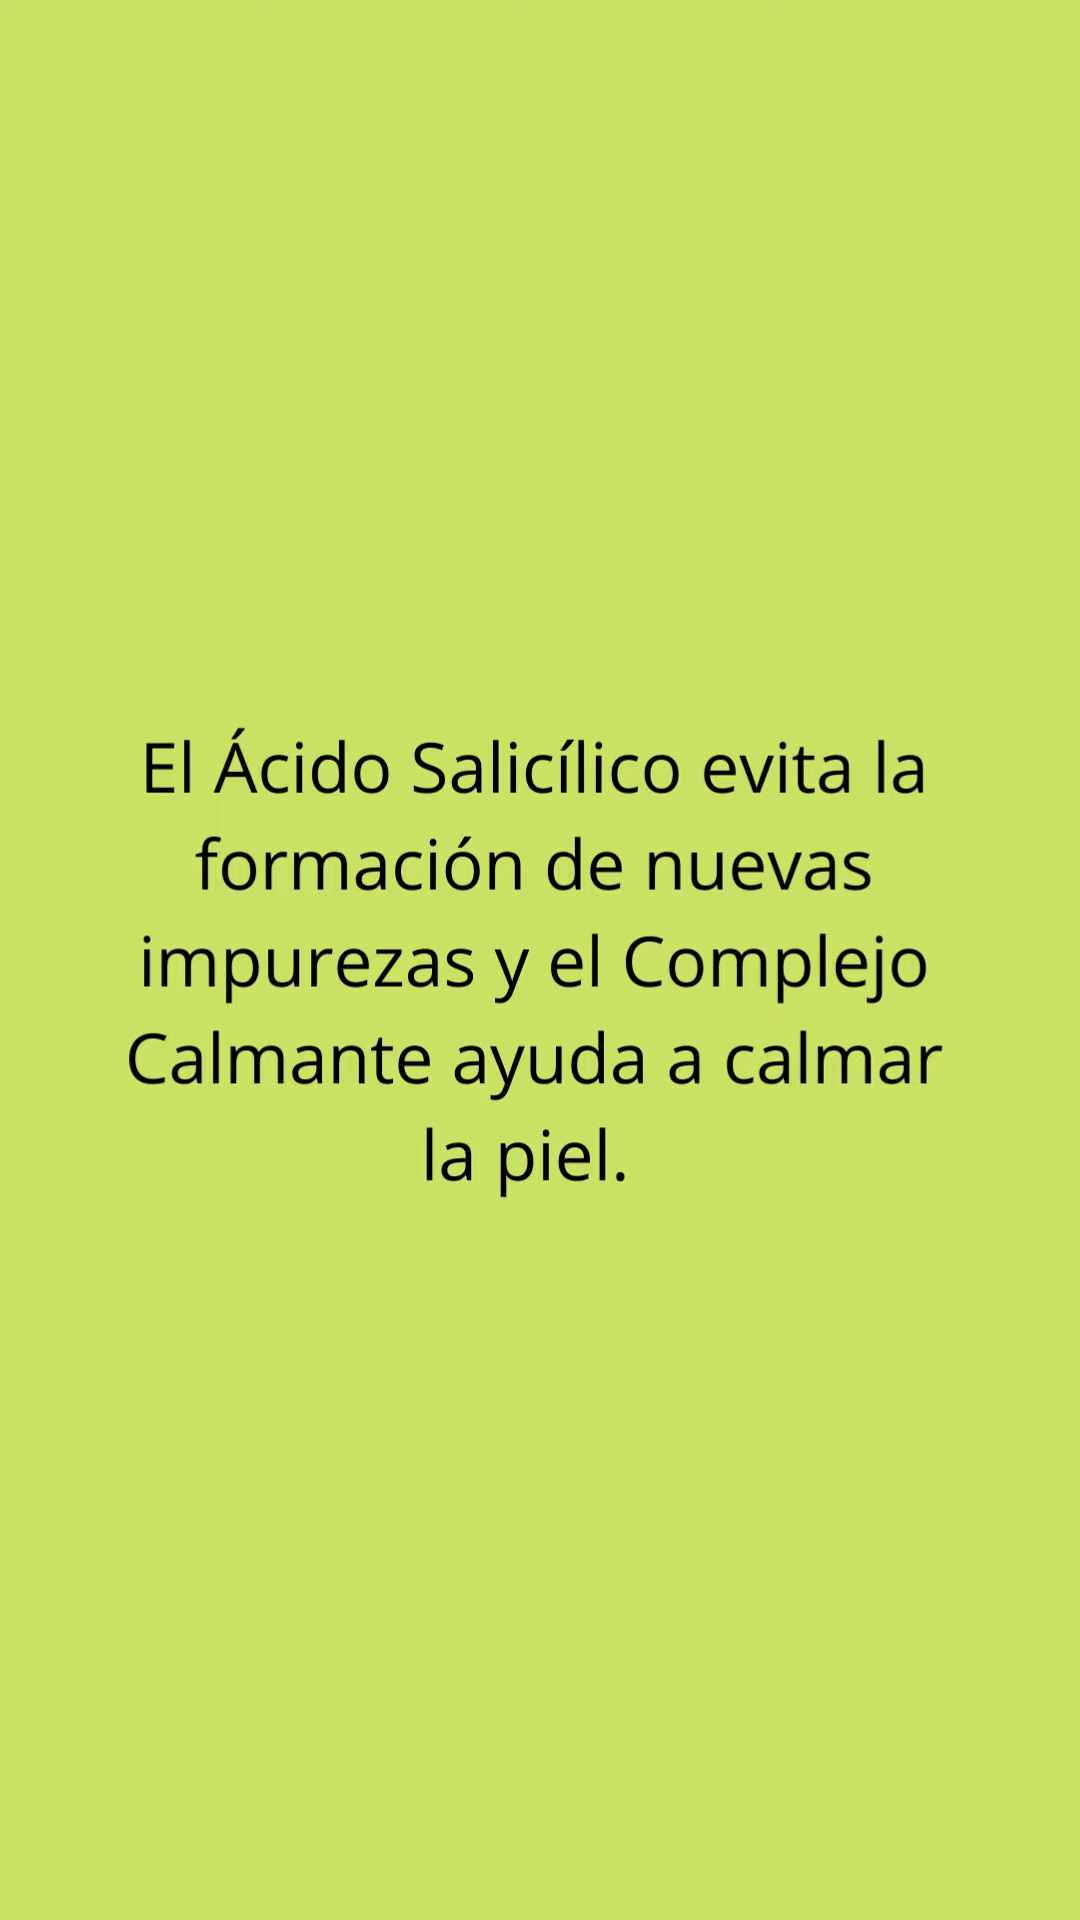 El Ácido Salicílico evita la
formación de nuevas
impurezas y el Complejo
Calmante ayuda a calmar
la piel.